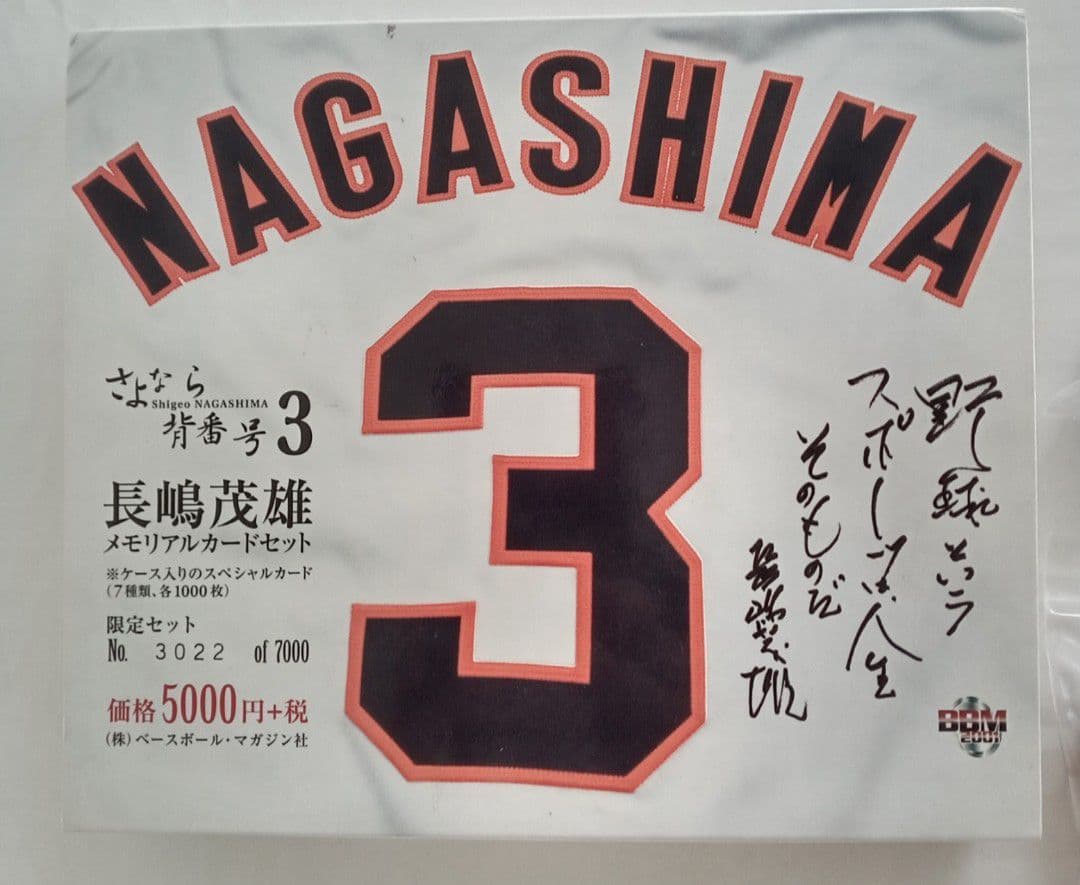 NAGASHIMA
3
さよなら
Shigeo NAGASHIMA
背番号3
長嶋茂雄
メモリアルカードセット
※ケース入りのスペシャルカード
(7種類、各1000枚)
限定セット
No. 3022 of 7000
価格5000円+税
(株)ベースボール・マガジン社
野球という
スポーツは人生
そのものだ
長嶋茂雄
BBM
2001